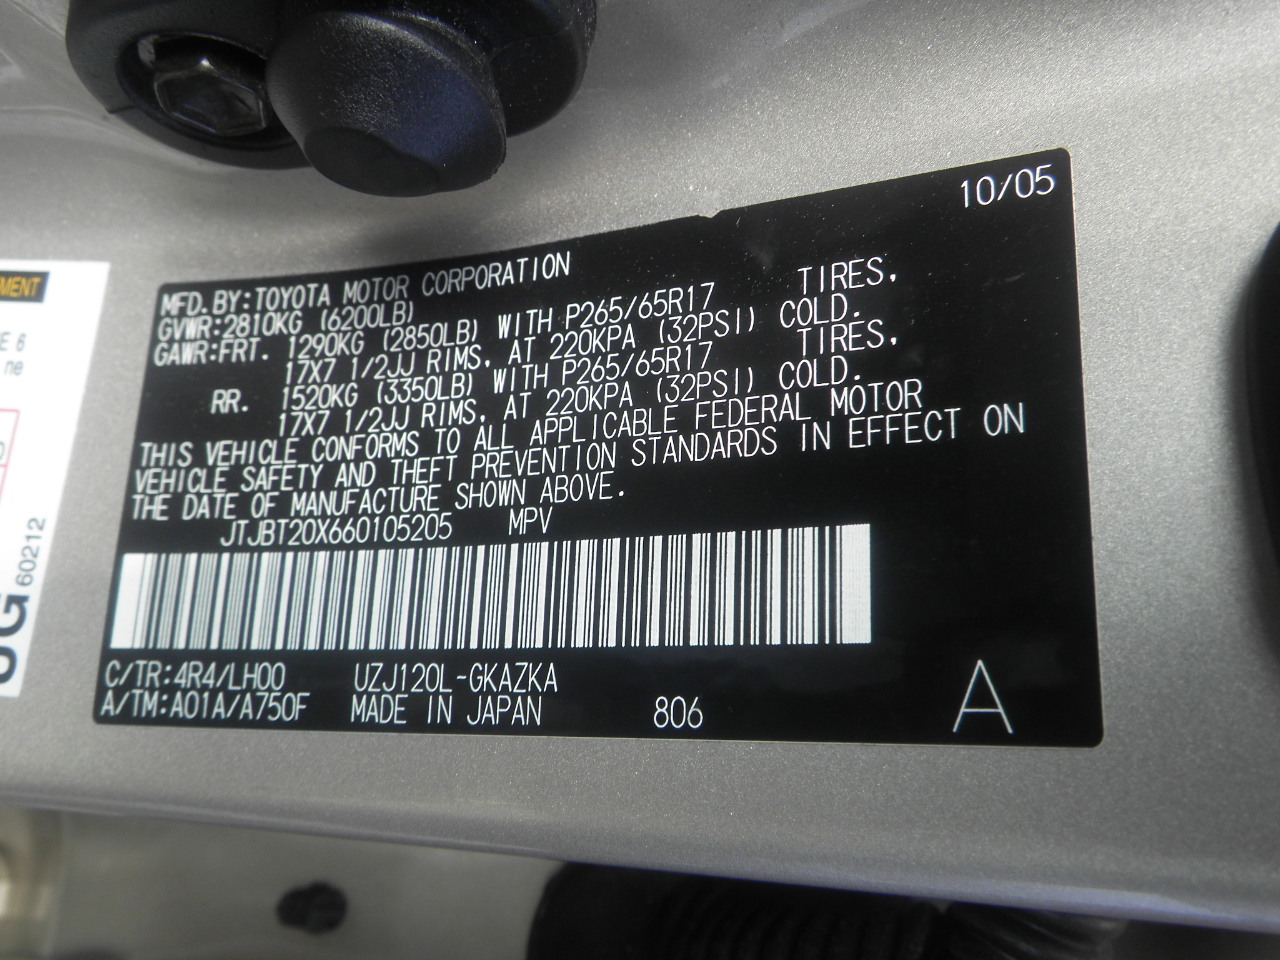 MFD.BY:TOYOTA MOTOR CORPORATION 10/05
GVWR:2810KG (6200LB)
GAWR:FRT. 1290KG (2850LB) WITH P265/65R17 TIRES,
17X7 1/2JJ RIMS, AT 220KPA (32PSI) COLD.
RR. 1520KG (3350LB) WITH P265/65R17 TIRES,
17X7 1/2JJ RIMS, AT 220KPA (32PSI) COLD.
THIS VEHICLE CONFORMS TO ALL APPLICABLE FEDERAL MOTOR
VEHICLE SAFETY AND THEFT PREVENTION STANDARDS IN EFFECT ON
THE DATE OF MANUFACTURE SHOWN ABOVE.
JTJBT20X660105205 MPV
C/TR:4R4/LH00 UZJ120L-GKAZKA 806 A
A/TM:A01A/A750F MADE IN JAPAN
60212